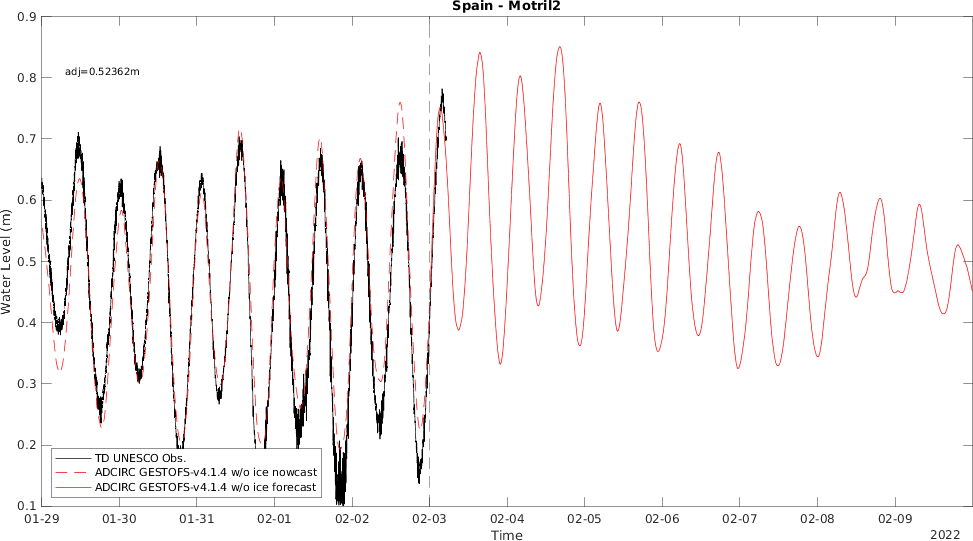 Spain - Motril2
0.9
0.8
0.7
0.6
0.5
0.4
0.3
0.2
0.1
Water Level (m)
adj=0.52362m
TD UNESCO Obs.
ADCIRC GESTOFS-v4.1.4 w/o ice nowcast
ADCIRC GESTOFS-v4.1.4 w/o ice forecast
01-29 01-30 01-31 02-01 02-02 02-03 02-04 02-05 02-06 02-07 02-08 02-09
Time
2022